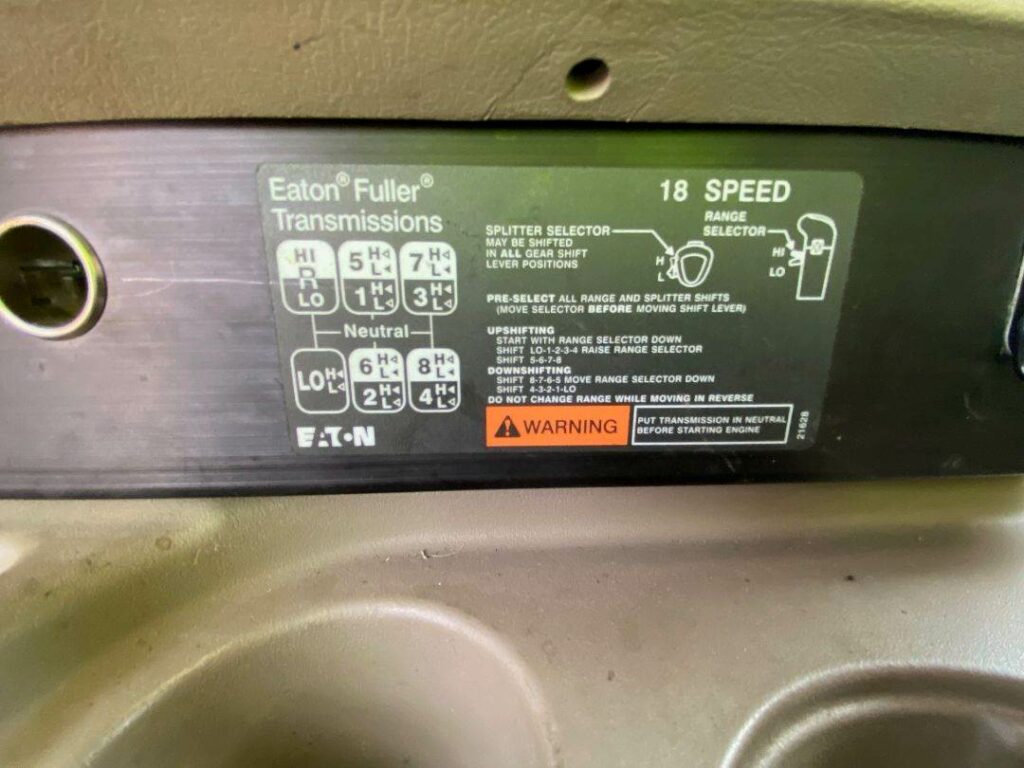 Eaton® Fuller®
Transmissions
18 SPEED
HI
R
LO
5 H L
7 H L
1 H L
3 H L
Neutral
LO H L
6 H L
8 H L
2 H L
4 H L
EATON
SPLITTER SELECTOR
MAY BE SHIFTED
IN ALL GEAR SHIFT
LEVER POSITIONS
H
L
RANGE
SELECTOR
HI
LO
PRE-SELECT ALL RANGE AND SPLITTER SHIFTS
(MOVE SELECTOR BEFORE MOVING SHIFT LEVER)
UPSHIFTING
START WITH RANGE SELECTOR DOWN
SHIFT LO-1-2-3-4 RAISE RANGE SELECTOR
SHIFT 5-6-7-8
DOWNSHIFTING
SHIFT 8-7-6-5 MOVE RANGE SELECTOR DOWN
SHIFT 4-3-2-1-LO
DO NOT CHANGE RANGE WHILE MOVING IN REVERSE
WARNING
PUT TRANSMISSION IN NEUTRAL
BEFORE STARTING ENGINE
21628